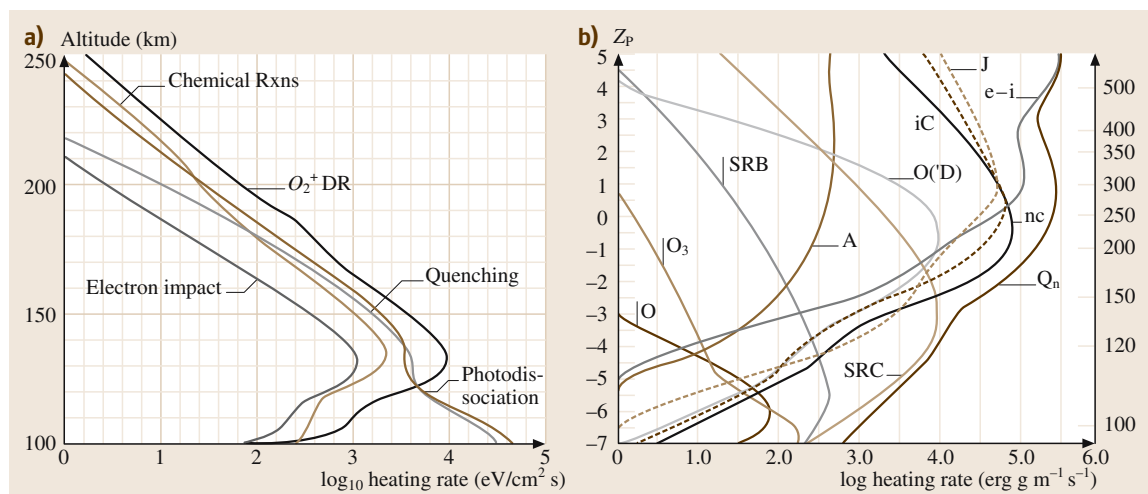 a) Altitude (km)
250
200
150
100
Chemical Rxns
O₂⁺ DR
Quenching
Electron impact
Photodis-
sociation
0 1 2 3 4 5
log₁₀ heating rate (eV/cm² s)
b) Zₚ
5
4
3
2
1
0
–1
–2
–3
–4
–5
–6
–7
J
e–i
iC
SRB
O('D)
nc
O₃
A
Qₙ
O
SRC
500
400
350
300
250
200
150
120
100
0.0 1.0 2.0 3.0 4.0 5.0 6.0
log heating rate (erg g m⁻¹ s⁻¹)